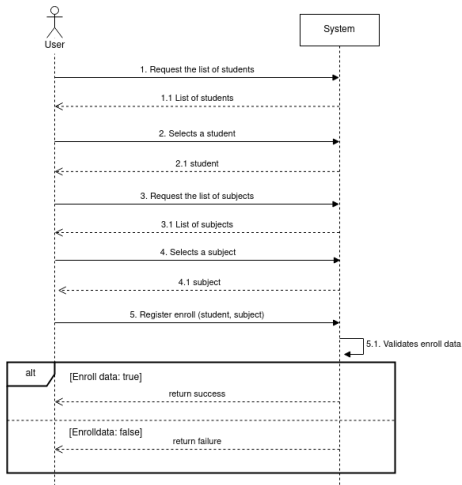 User
System
1. Request the list of students
1.1 List of students
2. Selects a student
2.1 student
3. Request the list of subjects
3.1 List of subjects
4. Selects a subject
4.1 subject
5. Register enroll (student, subject)
5.1. Validates enroll data
alt
[Enroll data: true]
return success
[Enrolldata: false]
return failure